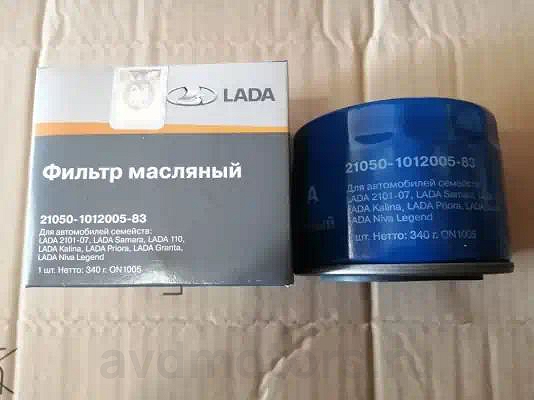 LADA
Фильтр масляный
21050-1012005-83
Для автомобилей семейств:
LADA 2101-07, LADA Samara, LADA 110,
LADA Kalina, LADA Priora, LADA Granta,
LADA Niva Legend
1 шт. Нетто: 340 г. ON1005
A
ый
21050-1012005-83
Для автомобилей семейств:
LADA 2101-07, LADA Samara,
LADA Kalina, LADA Priora, LADA
LADA Niva Legend
шт. Нетто: 340 г. ON1005